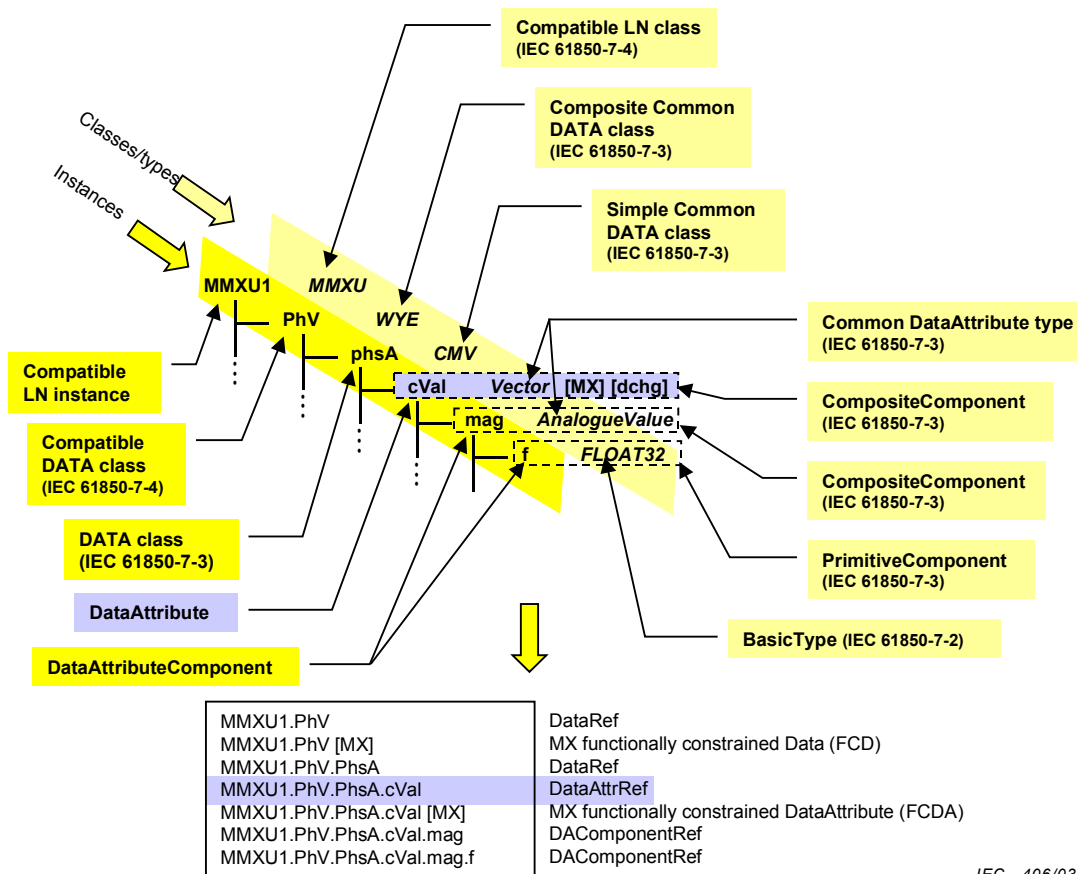 Compatible LN class
(IEC 61850-7-4)
Composite Common
DATA class
(IEC 61850-7-3)
Classes/types
Instances
Simple Common
DATA class
(IEC 61850-7-3)
MMXU1 MMXU
PhV WYE
phsA CMV
cVal Vector [MX] [dchg]
mag AnalogueValue
f FLOAT32
Common DataAttribute type
(IEC 61850-7-3)
CompositeComponent
(IEC 61850-7-3)
CompositeComponent
(IEC 61850-7-3)
PrimitiveComponent
(IEC 61850-7-3)
BasicType (IEC 61850-7-2)
Compatible
LN instance
Compatible
DATA class
(IEC 61850-7-4)
DATA class
(IEC 61850-7-3)
DataAttribute
DataAttributeComponent
MMXU1.PhV DataRef
MMXU1.PhV [MX] MX functionally constrained Data (FCD)
MMXU1.PhV.PhsA DataRef
MMXU1.PhV.PhsA.cVal DataAttrRef
MMXU1.PhV.PhsA.cVal [MX] MX functionally constrained DataAttribute (FCDA)
MMXU1.PhV.PhsA.cVal.mag DAComponentRef
MMXU1.PhV.PhsA.cVal.mag.f DAComponentRef
IEC 406/03